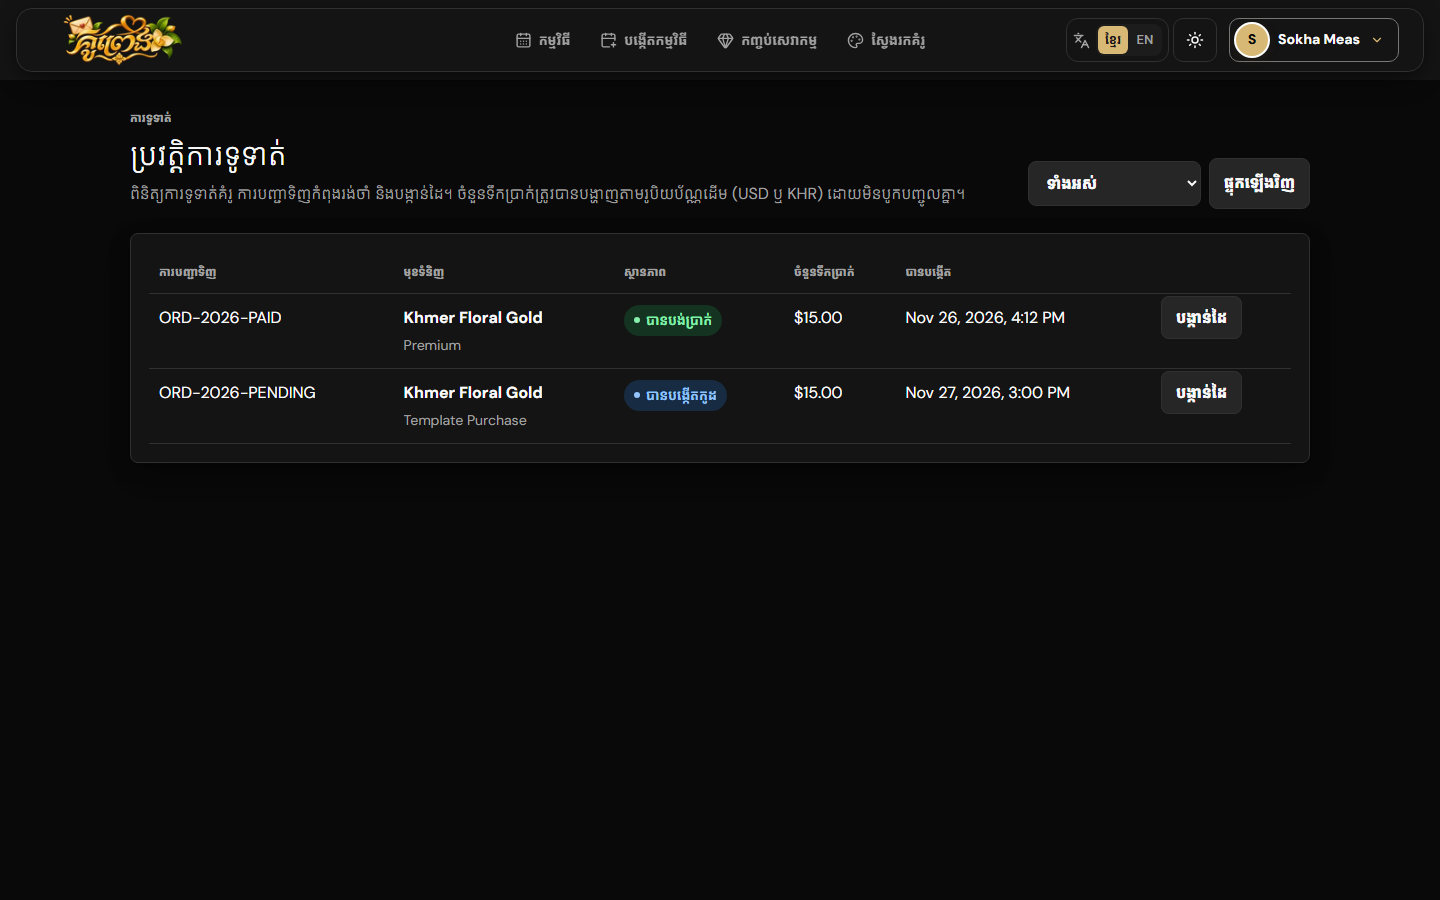 គូព្រេង
កម្មវិធី
បង្កើតកម្មវិធី
កញ្ចប់សេវាកម្ម
ស្វែងរកគំរូ
ខ្មែរ
EN
S
Sokha Meas
ការទូទាត់
ប្រវត្តិការទូទាត់
ពិនិត្យការទូទាត់គំរូ ការបញ្ជាទិញកំពុងរង់ចាំ និងបង្កាន់ដៃ។ ចំនួនទឹកប្រាក់ត្រូវបានបង្ហាញតាមរូបិយប័ណ្ណដើម (USD ឬ KHR) ដោយមិនបូកបញ្ចូលគ្នា។
ទាំងអស់
ផ្ទុកឡើងវិញ
ការបញ្ជាទិញ មុខទំនិញ ស្ថានភាព ចំនួនទឹកប្រាក់ បានបង្កើត
ORD-2026-PAID Khmer Floral Gold បានបង់ប្រាក់ $15.00 Nov 26, 2026, 4:12 PM បង្កាន់ដៃ
Premium
ORD-2026-PENDING Khmer Floral Gold បានបង្កើតកូដ $15.00 Nov 27, 2026, 3:00 PM បង្កាន់ដៃ
Template Purchase